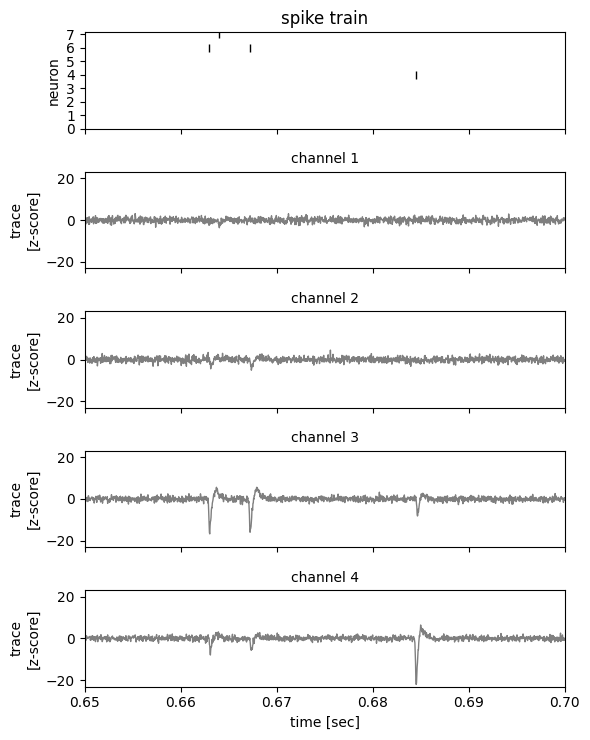 spike train
7
6
5
4
3
2
1
0
neuron
channel 1
20
0
−20
trace
[z-score]
channel 2
20
0
−20
trace
[z-score]
channel 3
20
0
−20
trace
[z-score]
channel 4
20
0
−20
trace
[z-score]
0.65 0.66 0.67 0.68 0.69 0.70
time [sec]